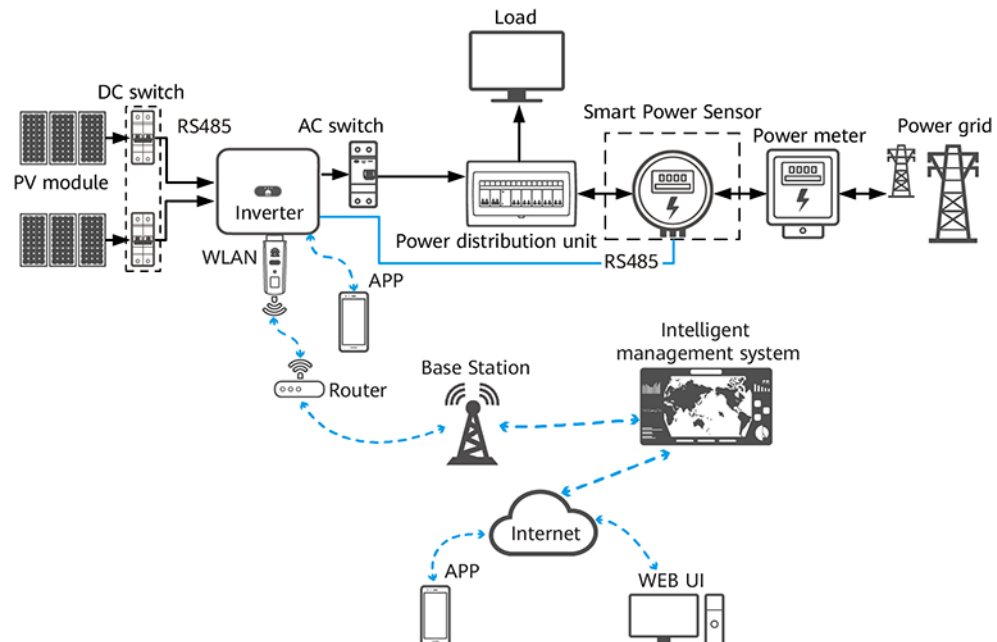 Load
DC switch
RS485
AC switch
Smart Power Sensor
Power meter
Power grid
PV module
Inverter
Power distribution unit
WLAN
APP
RS485
Router
Base Station
Intelligent
management system
Internet
APP
WEB UI